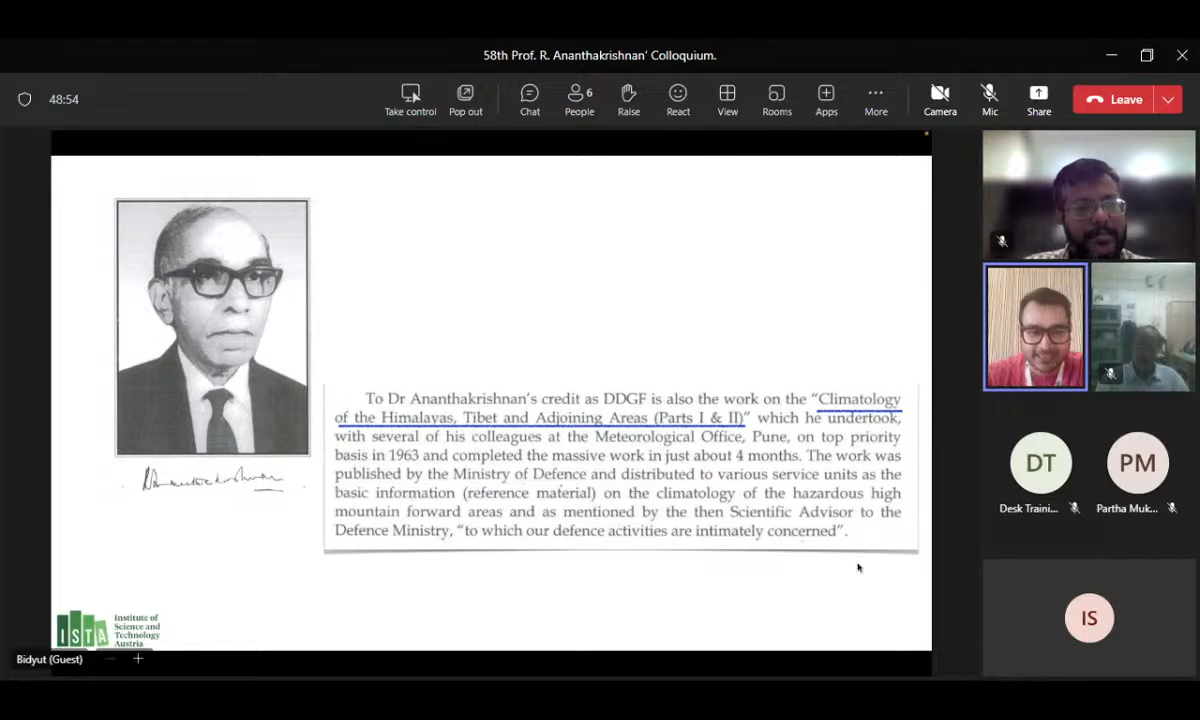 58th Prof. R. Ananthakrishnan' Colloquium.
48:54
Take control
Pop out
Chat
6
People
Raise
React
View
Rooms
Apps
More
Camera
Mic
Share
Leave
To Dr Ananthakrishnan's credit as DDGF is also the work on the “Climatology
of the Himalayas, Tibet and Adjoining Areas (Parts I & II)” which he undertook,
with several of his colleagues at the Meteorological Office, Pune, on top priority
basis in 1963 and completed the massive work in just about 4 months. The work was
published by the Ministry of Defence and distributed to various service units as the
basic information (reference material) on the climatology of the hazardous high
mountain forward areas and as mentioned by the then Scientific Advisor to the
Defence Ministry, “to which our defence activities are intimately concerned”.
ISTA
Institute of
Science and
Technology
Austria
Bidyut (Guest)
DT
Desk Traini...
PM
Partha Muk...
IS